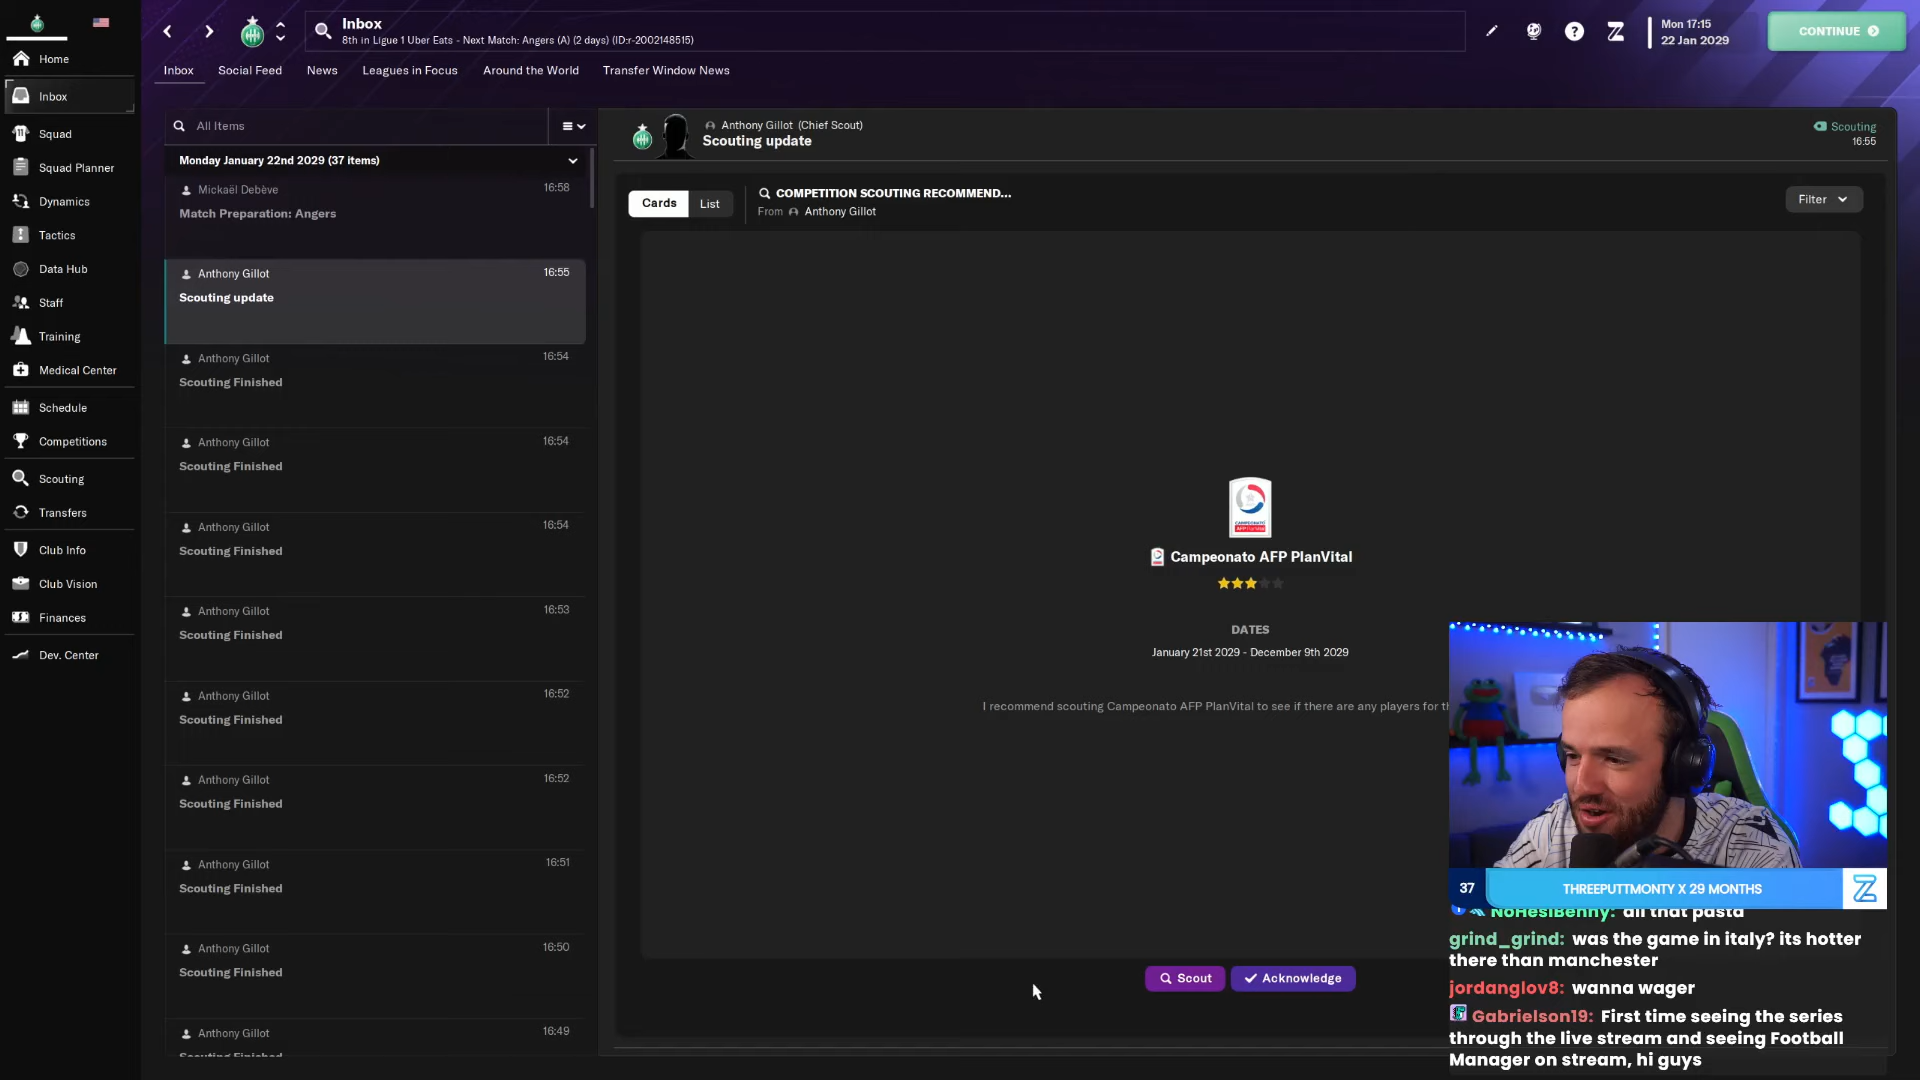 Inbox
8th in Ligue 1 Uber Eats - Next Match: Angers (A) (2 days) (ID:r-2002148515)
Mon 17:15
22 Jan 2029
CONTINUE
Home
Inbox
Squad
Squad Planner
Dynamics
Tactics
Data Hub
Staff
Training
Medical Center
Schedule
Competitions
Scouting
Transfers
Club Info
Club Vision
Finances
Dev. Center
Inbox Social Feed News Leagues in Focus Around the World Transfer Window News
All Items
Monday January 22nd 2029 (37 items)
Mickaël Debève 16:58
Match Preparation: Angers
Anthony Gillot 16:55
Scouting update
Anthony Gillot 16:54
Scouting Finished
Anthony Gillot 16:54
Scouting Finished
Anthony Gillot 16:54
Scouting Finished
Anthony Gillot 16:53
Scouting Finished
Anthony Gillot 16:52
Scouting Finished
Anthony Gillot 16:52
Scouting Finished
Anthony Gillot 16:51
Scouting Finished
Anthony Gillot 16:50
Scouting Finished
Anthony Gillot 16:49
Scouting Finished
Anthony Gillot (Chief Scout)
Scouting update
Scouting
16:55
Cards List
COMPETITION SCOUTING RECOMMEND...
From Anthony Gillot
Filter
Campeonato AFP PlanVital
DATES
January 21st 2029 - December 9th 2029
I recommend scouting Campeonato AFP PlanVital to see if there are any players for th
Scout Acknowledge
37 THREEPUTTMONTY X 29 MONTHS
NoHesiBenny: all that pasta
grind_grind: was the game in italy? its hotter
there than manchester
jordanglov8: wanna wager
Gabrielson19: First time seeing the series
through the live stream and seeing Football
Manager on stream, hi guys